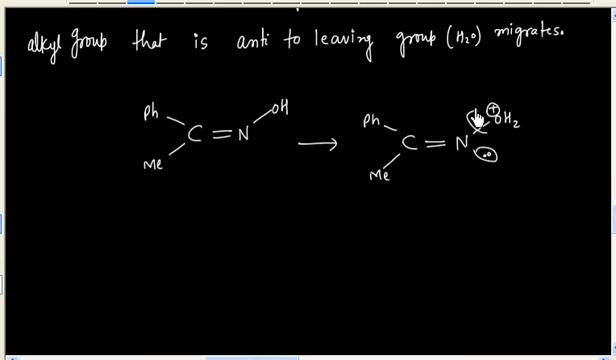 alkyl group that is anti to leaving group (H₂O) migrates.
Ph OH Ph ⊕ OH₂
C = N → C = N
Me Me